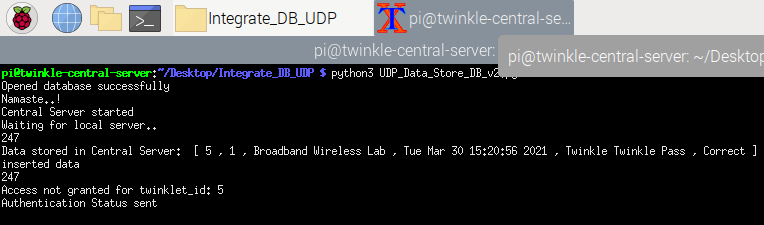 Integrate_DB_UDP
pi@twinkle-central-se...
pi@twinkle-central-server:
pi@twinkle-central-server: ~/Desktop
pi@twinkle-central-server:~/Desktop/Integrate_DB_UDP $ python3 UDP_Data_Store_DB_v2
Opened database successfully
Namaste..!
Central Server started
Waiting for local server..
247
Data stored in Central Server:  [ 5 , 1 , Broadband Wireless Lab , Tue Mar 30 15:20:56 2021 , Twinkle Twinkle Pass , Correct ]
inserted data
247
Access not granted for twinklet_id: 5
Authentication Status sent